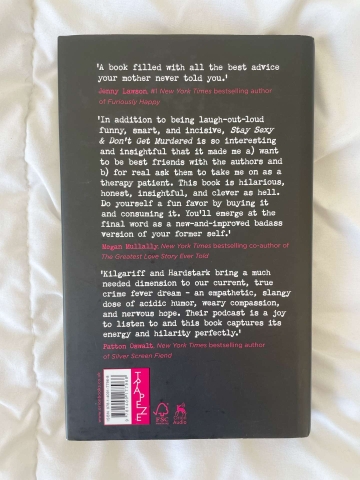 'A book filled with all the best advice
your mother never told you.'
Jenny Lawson #1 New York Times bestselling author
of Furiously Happy
'In addition to being laugh-out-loud
funny, smart, and incisive, Stay Sexy
& Don't Get Murdered is so interesting
and insightful that it made me a) want
to be best friends with the authors and
b) for real ask them to take me on as a
therapy patient. This book is hilarious,
honest, insightful, and clever as hell.
Do yourself a fun favor by buying it
and consuming it. You'll emerge at the
final word as a new-and-improved badass
version of your former self.'
Megan Mullally New York Times bestselling co-author of
The Greatest Love Story Ever Told
'Kilgariff and Hardstark bring a much
needed dimension to our current, true
crime fever dream – an empathetic, slangy
dose of acidic humor, weary compassion,
and nervous hope. Their podcast is a joy
to listen to and this book captures its
energy and hilarity perfectly.'
Patton Oswalt New York Times bestselling author
of Silver Screen Fiend
TRAPEZE
FSC